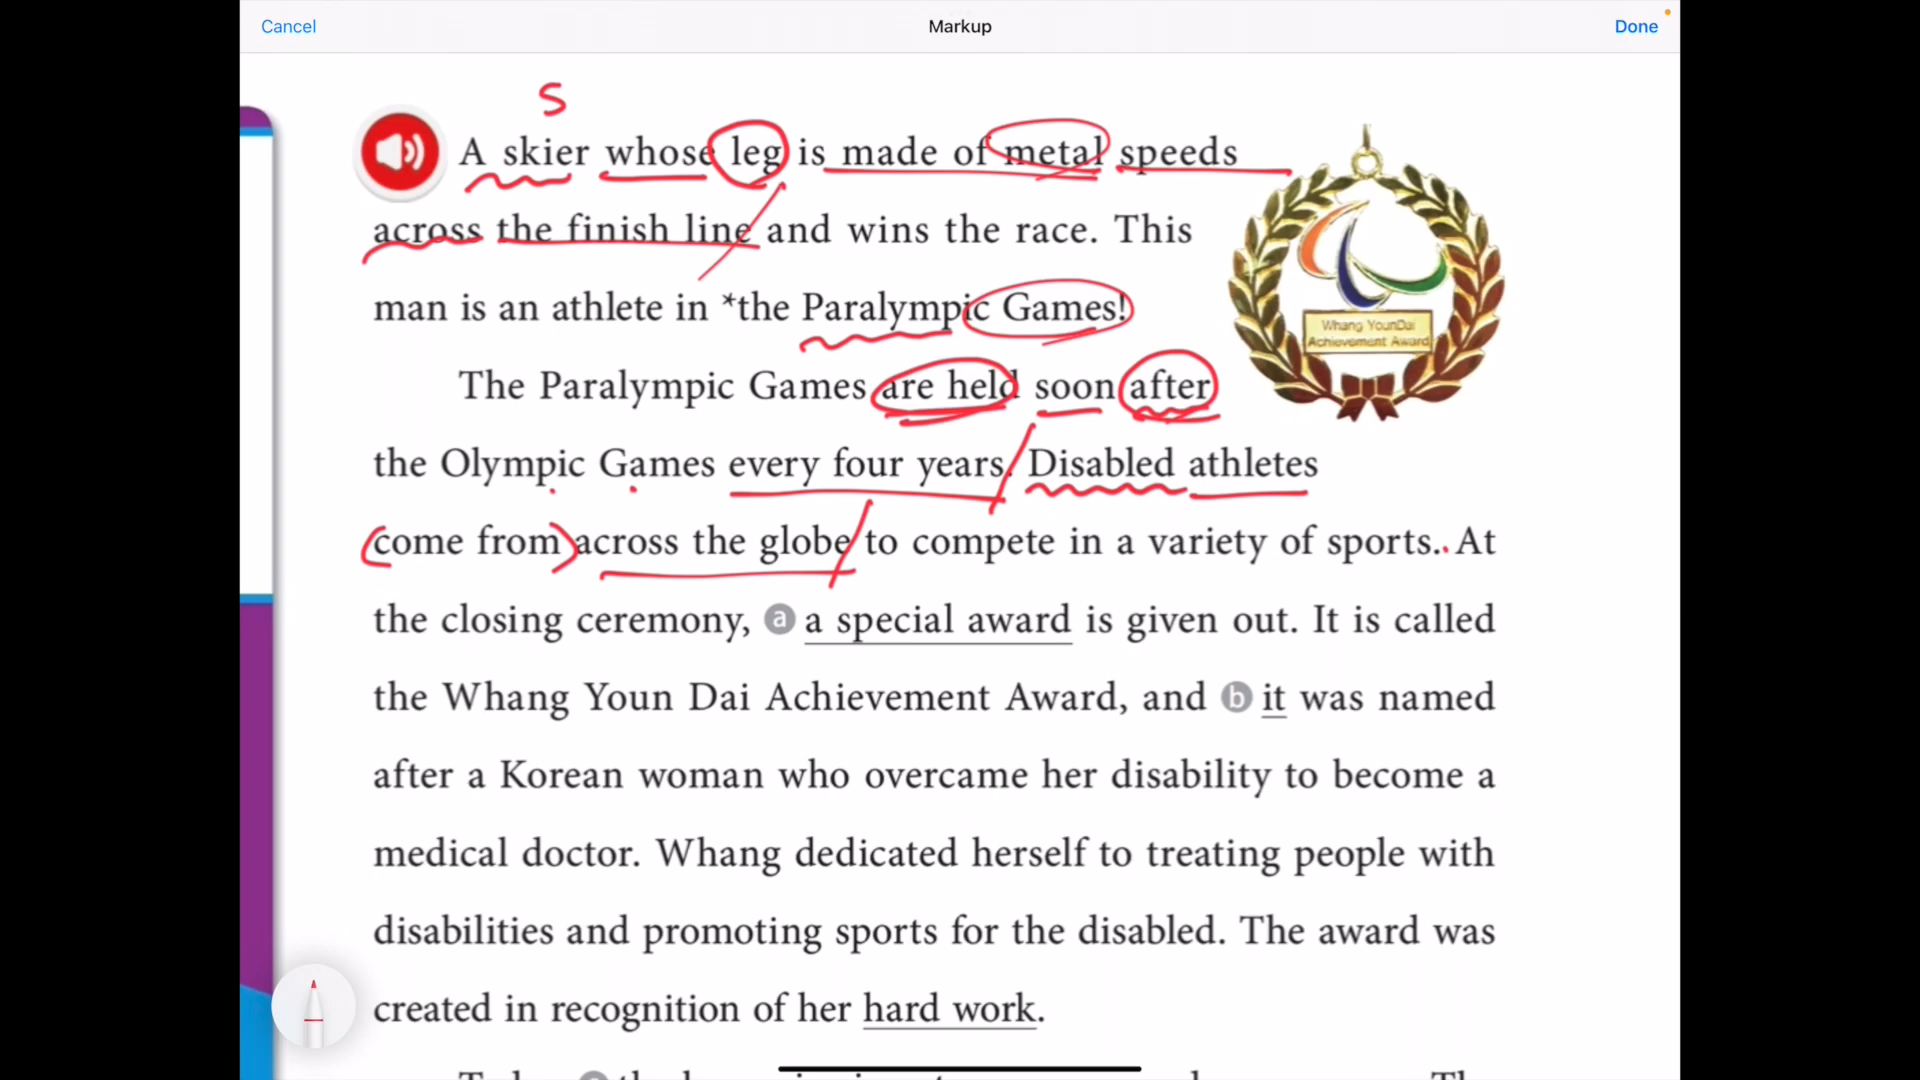 Cancel
Markup
Done
S
A skier whose leg is made of metal speeds
across the finish line and wins the race. This
man is an athlete in *the Paralympic Games!
Whang YounDai
Achievement Award
The Paralympic Games are held soon after
the Olympic Games every four years. Disabled athletes
come from across the globe to compete in a variety of sports.. At
the closing ceremony, a a special award is given out. It is called
the Whang Youn Dai Achievement Award, and b it was named
after a Korean woman who overcame her disability to become a
medical doctor. Whang dedicated herself to treating people with
disabilities and promoting sports for the disabled. The award was
created in recognition of her hard work.